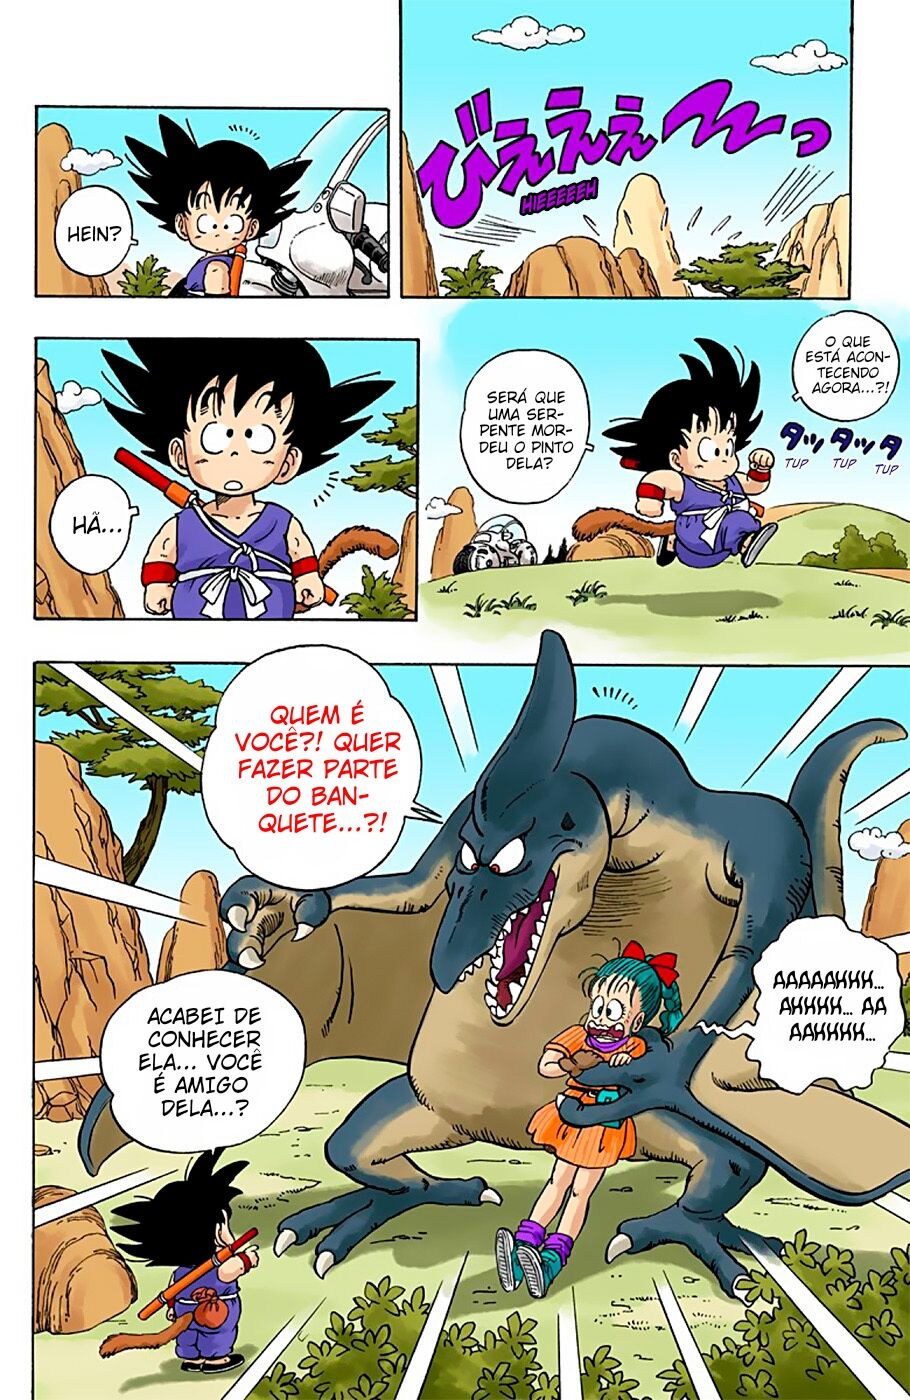 びえええーっ
HIEEEEEH
HEIN?
O QUE
ESTÁ ACON-
TECENDO
AGORA...?!
タッタッタ
TUP TUP TUP
SERÁ QUE
UMA SER-
PENTE MOR-
DEU O PINTO
DELA?
HÃ...
QUEM É
VOCÊ?! QUER
FAZER PARTE
DO BAN-
QUETE...?!
AAAAAHHH...
AHHHH... AA
AAHHHH...
ACABEI DE
CONHECER
ELA... VOCÊ
É AMIGO
DELA...?